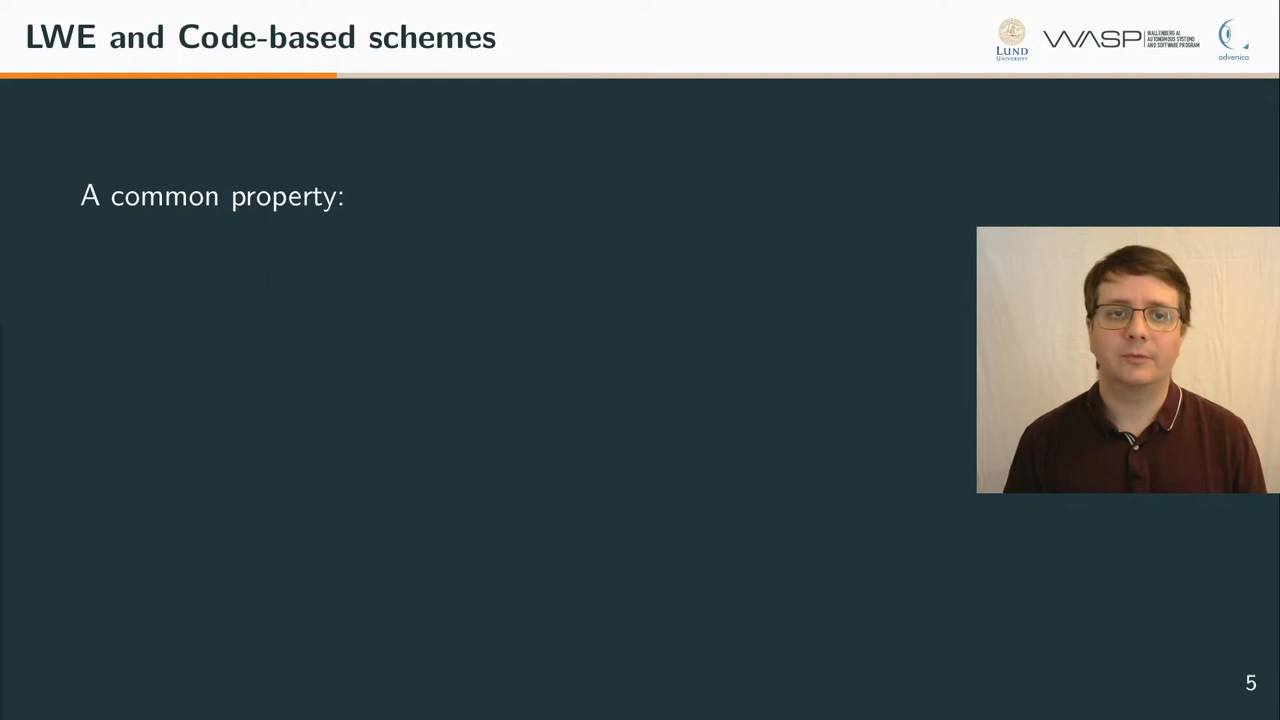 LWE and Code-based schemes
LUND
UNIVERSITY
WASP
WALLENBERG AI,
AUTONOMOUS SYSTEMS
AND SOFTWARE PROGRAM
advenica
A common property:
5